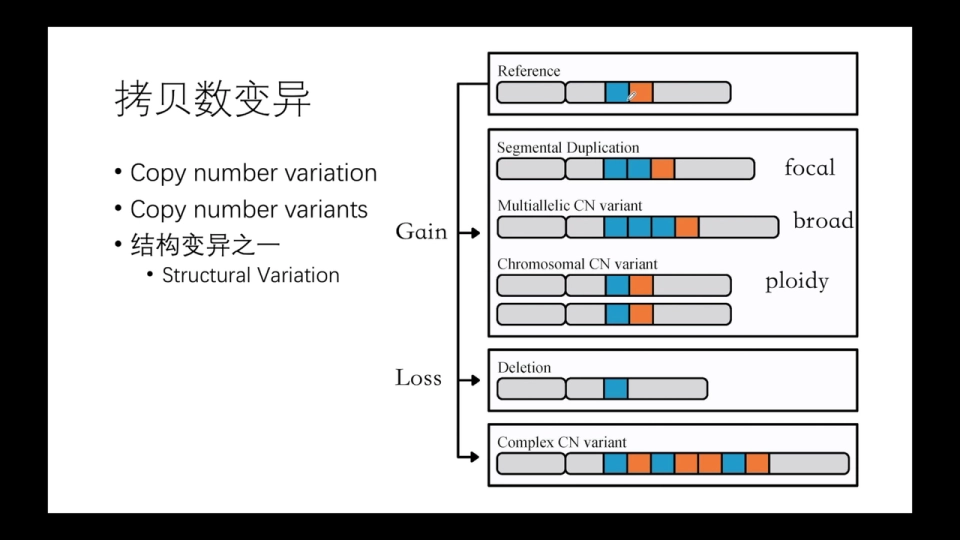 拷贝数变异
• Copy number variation
• Copy number variants
• 结构变异之一
• Structural Variation
Reference
Gain
Segmental Duplication
focal
Multiallelic CN variant
broad
Chromosomal CN variant
ploidy
Loss
Deletion
Complex CN variant